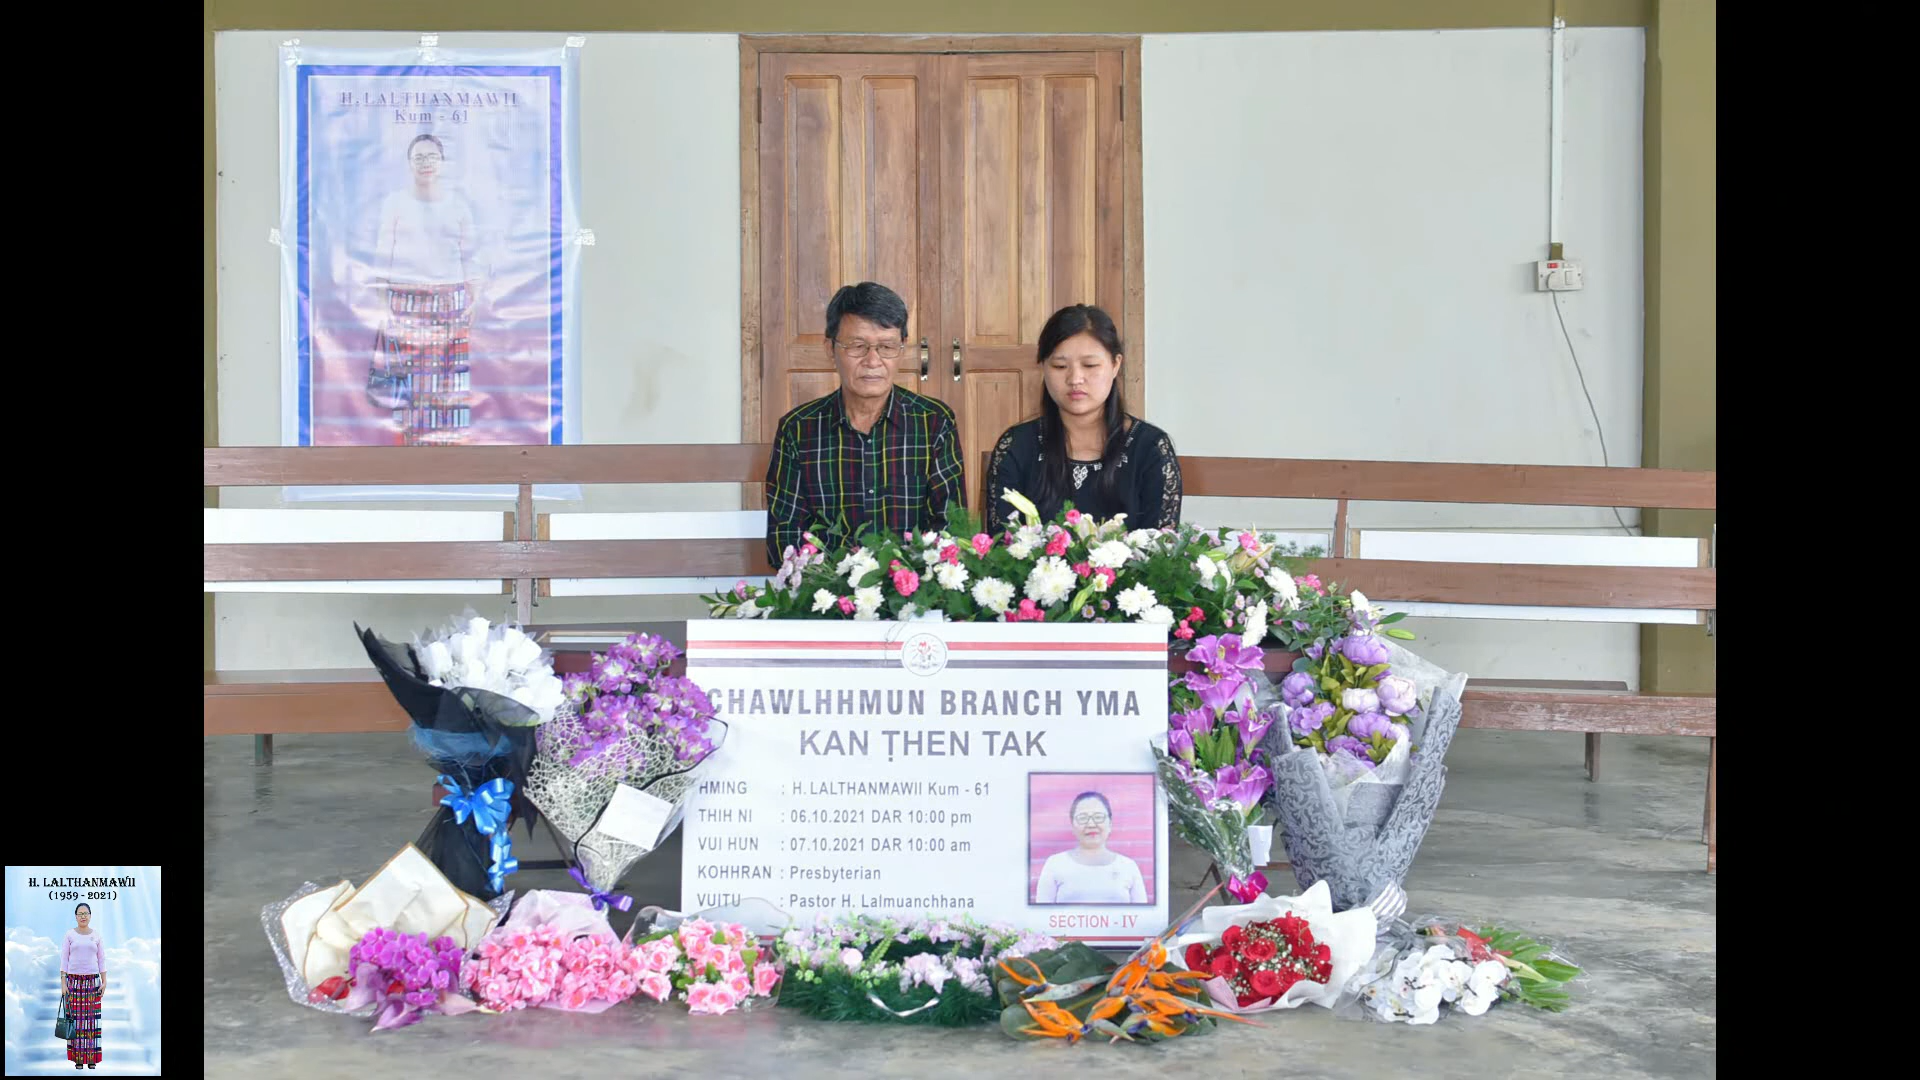 H. LALTHANMAWII
Kum - 61
CHAWLHHMUN BRANCH YMA
KAN ṬHEN TAK
HMING : H. LALTHANMAWII Kum - 61
THIH NI : 06.10.2021 DAR 10:00 pm
VUI HUN : 07.10.2021 DAR 10:00 am
KOHHRAN : Presbyterian
VUITU : Pastor H. Lalmuanchhana
SECTION - IV
H. LALTHANMAWII
(1959 - 2021)